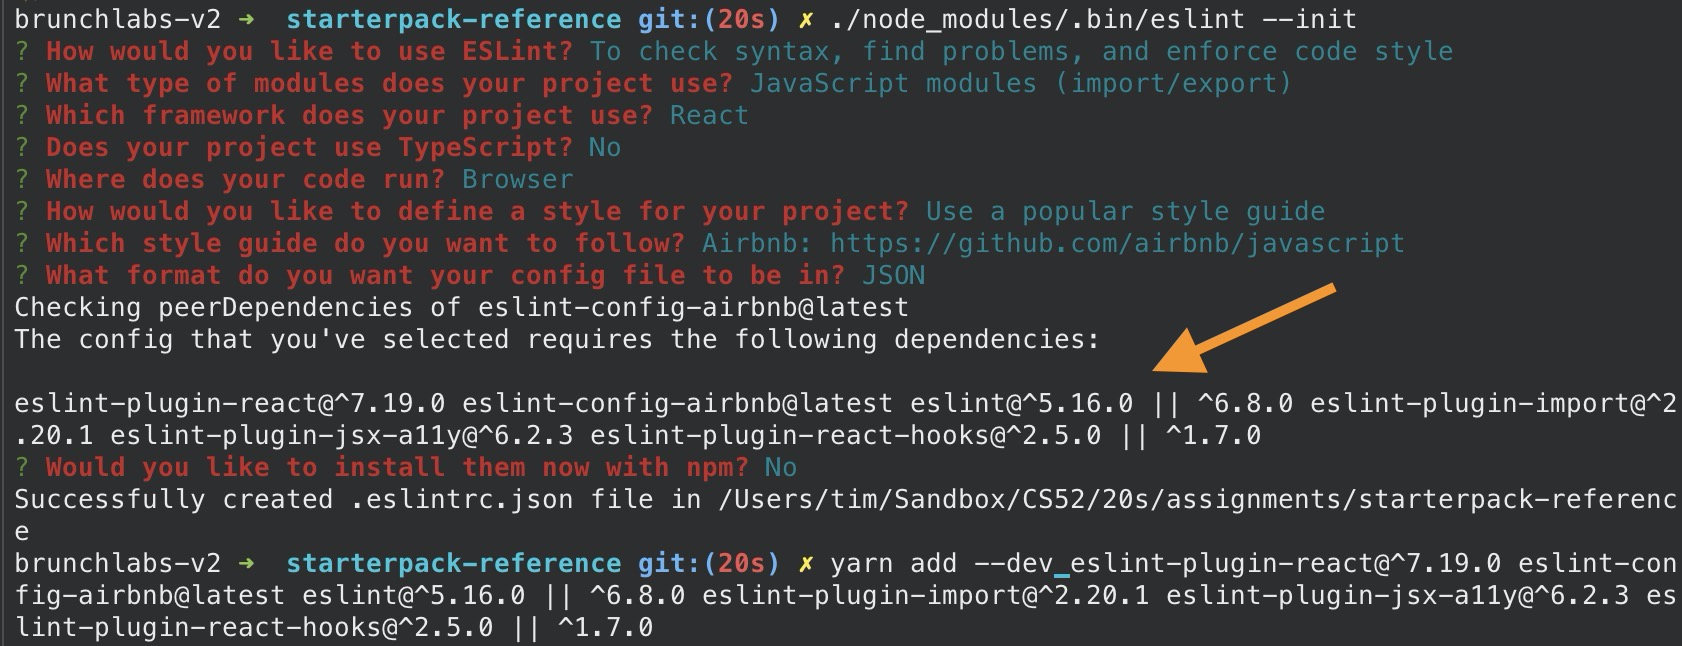 brunchlabs-v2 ➜  starterpack-reference git:(20s) ✗ ./node_modules/.bin/eslint --init
? How would you like to use ESLint? To check syntax, find problems, and enforce code style
? What type of modules does your project use? JavaScript modules (import/export)
? Which framework does your project use? React
? Does your project use TypeScript? No
? Where does your code run? Browser
? How would you like to define a style for your project? Use a popular style guide
? Which style guide do you want to follow? Airbnb: https://github.com/airbnb/javascript
? What format do you want your config file to be in? JSON
Checking peerDependencies of eslint-config-airbnb@latest
The config that you've selected requires the following dependencies:
eslint-plugin-react@^7.19.0 eslint-config-airbnb@latest eslint@^5.16.0 || ^6.8.0 eslint-plugin-import@^2
.20.1 eslint-plugin-jsx-a11y@^6.2.3 eslint-plugin-react-hooks@^2.5.0 || ^1.7.0
? Would you like to install them now with npm? No
Successfully created .eslintrc.json file in /Users/tim/Sandbox/CS52/20s/assignments/starterpack-referenc
e
brunchlabs-v2 ➜  starterpack-reference git:(20s) ✗ yarn add --dev eslint-plugin-react@^7.19.0 eslint-con
fig-airbnb@latest eslint@^5.16.0 || ^6.8.0 eslint-plugin-import@^2.20.1 eslint-plugin-jsx-a11y@^6.2.3 es
lint-plugin-react-hooks@^2.5.0 || ^1.7.0